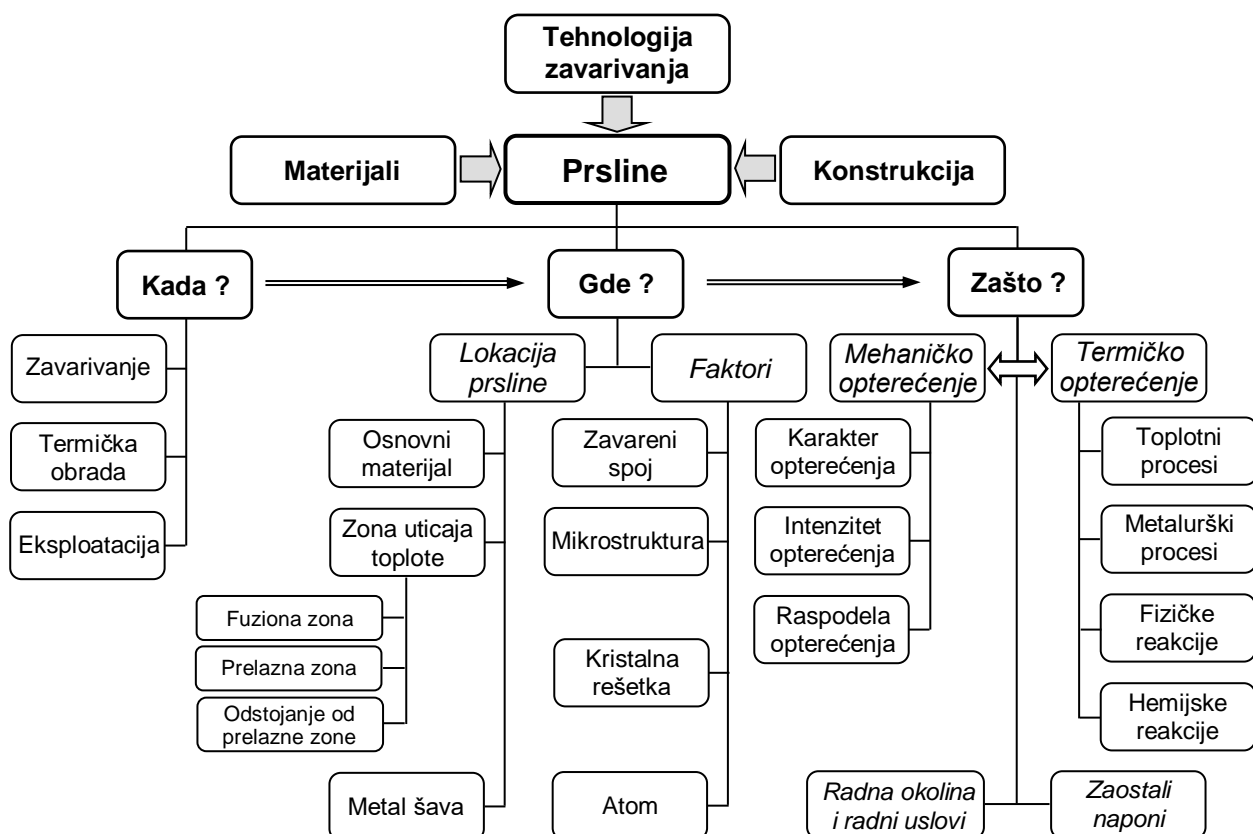 Tehnologija
zavarivanja
Materijali
Prsline
Konstrukcija
Kada ?
Gde ?
Zašto ?
Zavarivanje
Termička
obrada
Eksploatacija
Lokacija
prsline
Faktori
Osnovni
materijal
Zona uticaja
toplote
Fuziona zona
Prelazna zona
Odstojanje od
prelazne zone
Metal šava
Zavareni
spoj
Mikrostruktura
Kristalna
rešetka
Atom
Mehaničko
opterećenje
Termičko
opterećenje
Karakter
opterećenja
Intenzitet
opterećenja
Raspodela
opterećenja
Toplotni
procesi
Metalurški
procesi
Fizičke
reakcije
Hemijske
reakcije
Radna okolina
i radni uslovi
Zaostali
naponi